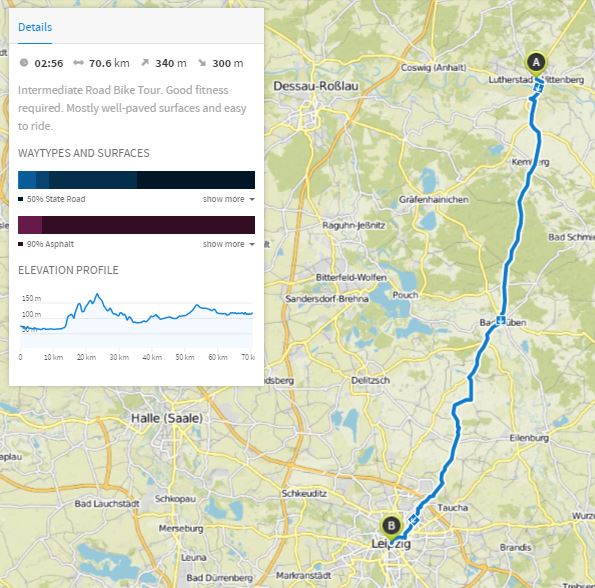 Details
02:56 70.6 km 340 m 300 m
Intermediate Road Bike Tour. Good fitness
required. Mostly well-paved surfaces and easy
to ride.
WAYTYPES AND SURFACES
50% State Road show more
90% Asphalt show more
ELEVATION PROFILE
150 m
100 m
0 10 km 20 km 30 km 40 km 50 km 60 km 70 k
A
Coswig (Anhalt)
Lutherstadt Wittenberg
Dessau-Roßlau
Kemberg
Gräfenhainichen
Raguhn-Jeßnitz
Bad Schmie
Bitterfeld-Wolfen
Sandersdorf-Brehna
Pouch
Bad Düben
dsberg
Delitzsch
Halle (Saale)
Eilenburg
aplau
Schkeuditz
Schkopau
Bad Lauchstädt
Taucha
Wurze
B
Merseburg
Leipzig
Brandis
Leuna
Bad Dürrenberg
Markranstädt